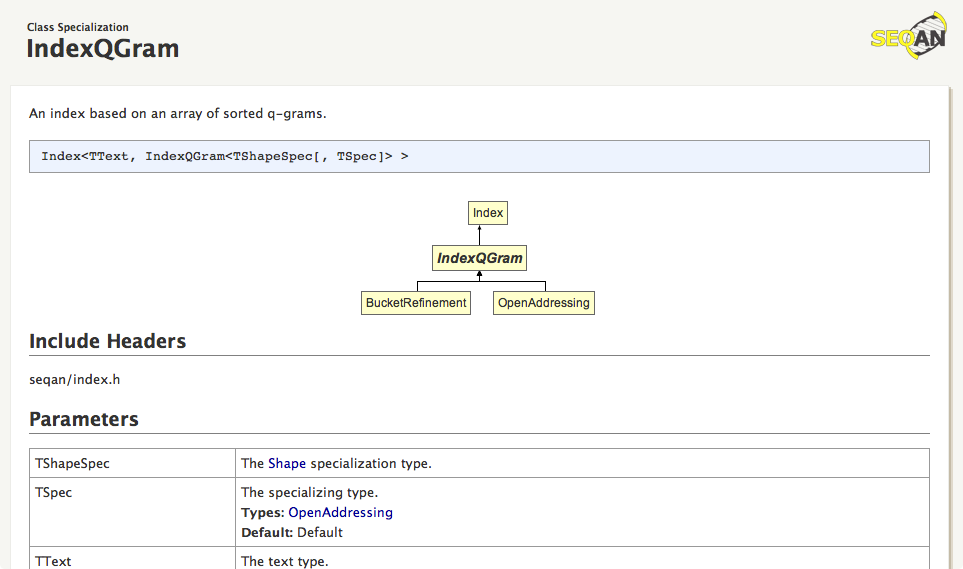 Class Specialization
IndexQGram
SEQAN
An index based on an array of sorted q-grams.
Index<TText, IndexQGram<TShapeSpec[, TSpec]> >
Index
IndexQGram
BucketRefinement OpenAddressing
Include Headers
seqan/index.h
Parameters
TShapeSpec The Shape specialization type.
TSpec The specializing type.
Types: OpenAddressing
Default: Default
TText The text type.